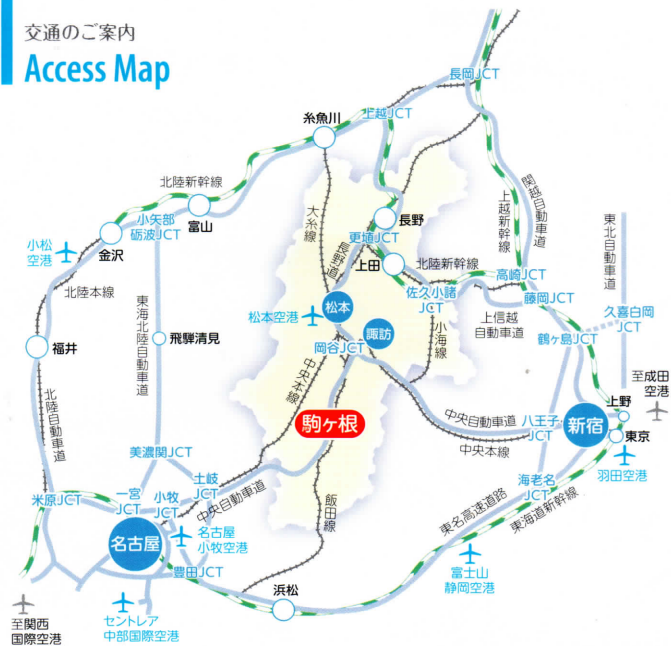 交通のご案内
Access Map
長岡JCT
糸魚川
上越JCT
北陸新幹線
関越自動車道
上越新幹線
小矢部
砺波JCT
富山
大糸線
長野
長野道
更埴JCT
東北自動車道
小松
空港
金沢
上田
北陸新幹線
高崎JCT
北陸本線
東海北陸自動車道
佐久小諸
JCT
藤岡JCT
松本空港
松本
上信越
自動車道
久喜白岡
JCT
福井
飛騨清見
諏訪
小海線
鶴ヶ島JCT
岡谷JCT
中央本線
至成田
空港
北陸自動車道
駒ヶ根
中央自動車道
八王子
JCT
新宿
上野
東京
中央本線
美濃関JCT
羽田空港
米原JCT
一宮
JCT
小牧
JCT
土岐
JCT
中央自動車道
飯田線
海老名
JCT
東名高速道路
東海道新幹線
名古屋
名古屋
小牧空港
豊田JCT
富士山
静岡空港
浜松
至関西
国際空港
セントレア
中部国際空港